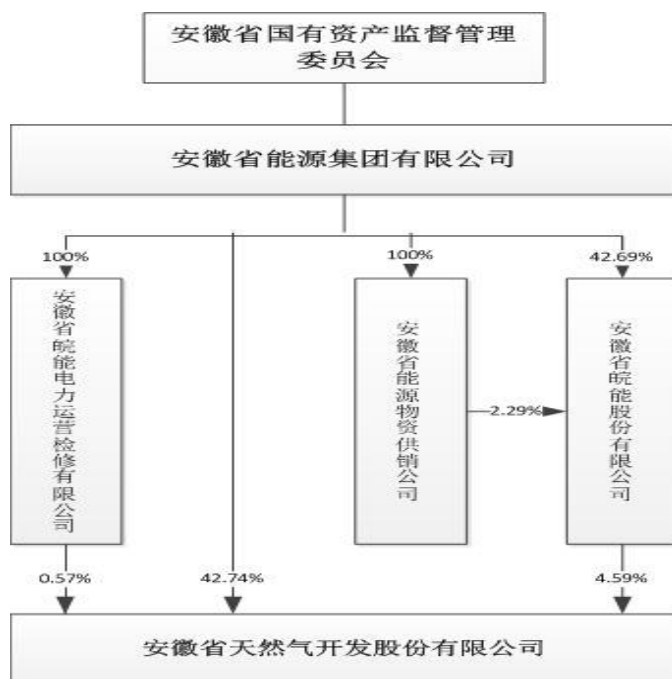 安徽省国有资产监督管理
委员会
安徽省能源集团有限公司
100%
100%
42.69%
安徽省皖能电力运营检修有限公司
安徽省能源物资供销公司
2.29%
安徽省皖能股份有限公司
0.57%
42.74%
4.59%
安徽省天然气开发股份有限公司